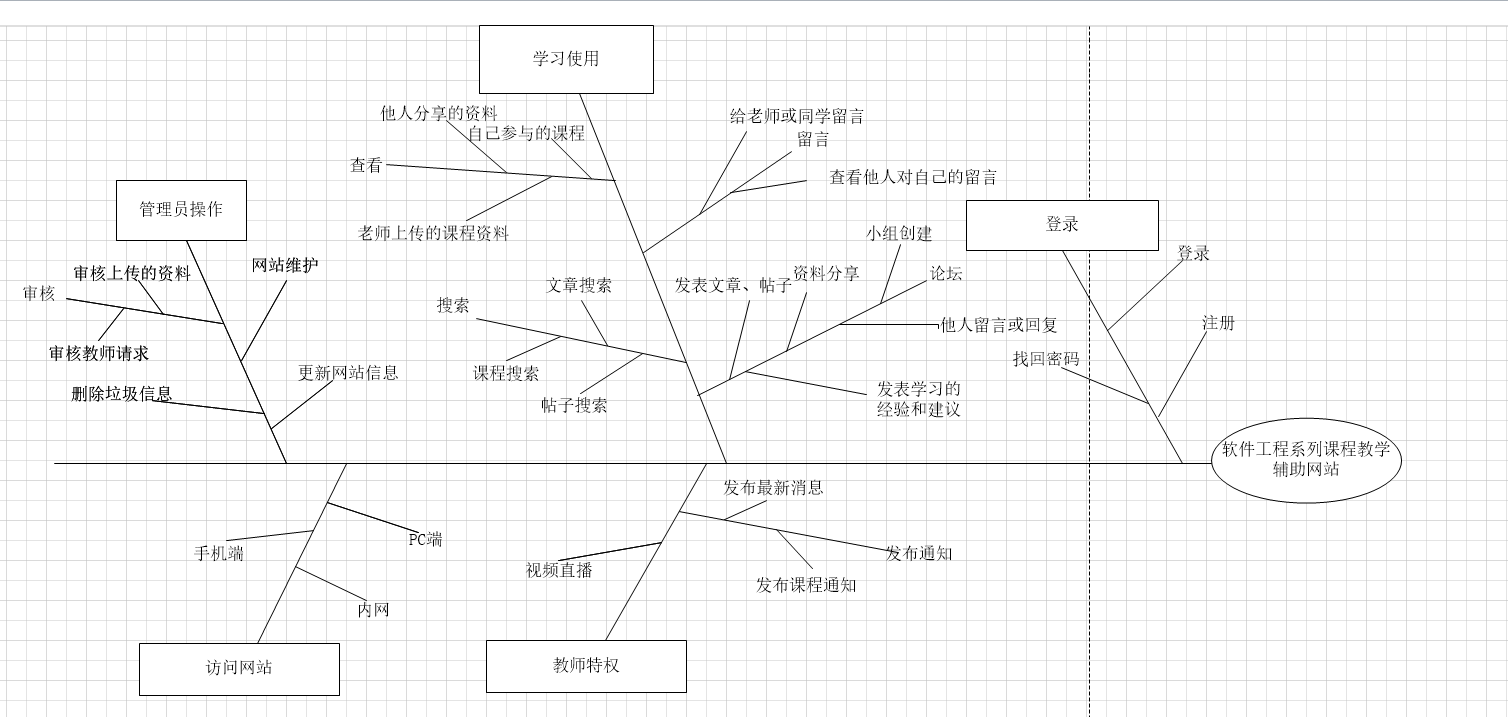 学习使用
他人分享的资料
自己参与的课程
查看
老师上传的课程资料
给老师或同学留言
留言
查看他人对自己的留言
管理员操作
审核上传的资料
网站维护
审核
审核教师请求
删除垃圾信息
更新网站信息
搜索
文章搜索
课程搜索
帖子搜索
发表文章、帖子
资料分享
小组创建
论坛
他人留言或回复
发表学习的
经验和建议
登录
登录
注册
找回密码
软件工程系列课程教学
辅助网站
手机端
PC端
内网
访问网站
发布最新消息
发布通知
视频直播
发布课程通知
教师特权